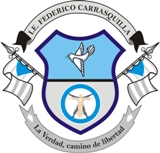 I.E. FEDERICO CARRASQUILLA
La Verdad, camino de libertad